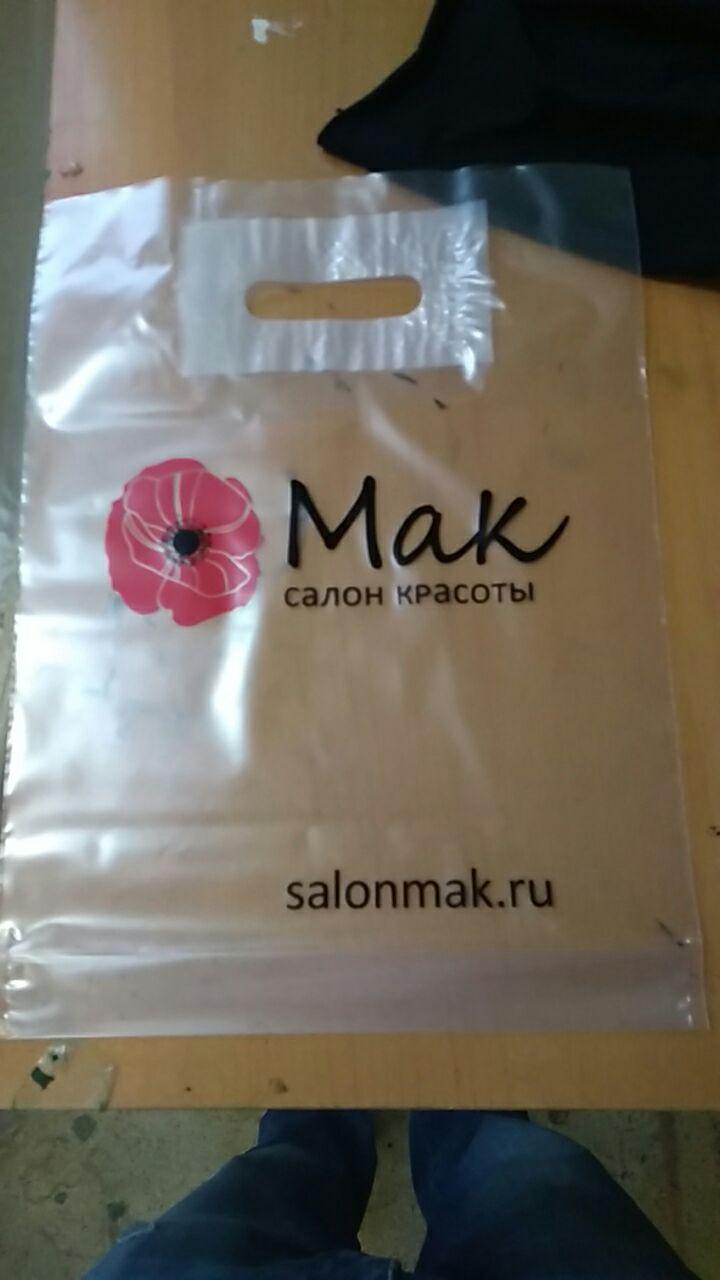 Мак
салон красоты
salonmak.ru